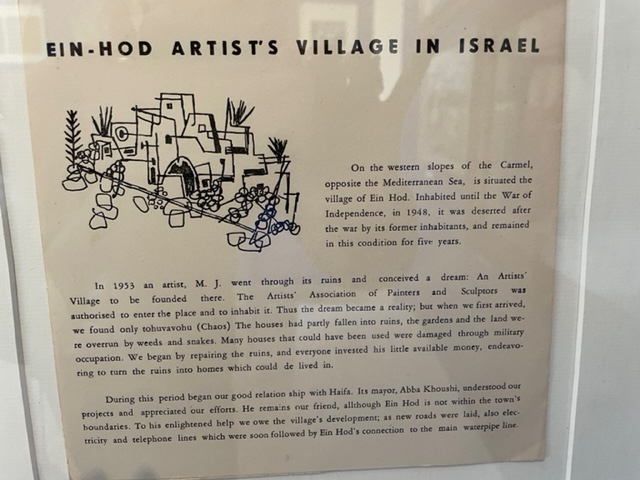 EIN-HOD ARTIST'S VILLAGE IN ISRAEL
On the western slopes of the Carmel,
opposite the Mediterranean Sea, is situated the
village of Ein Hod. Inhabited until the War of
Independence, in 1948, it was deserted after
the war by its former inhabitants, and remained
in this condition for five years.
In 1953 an artist, M. J. went through its ruins and conceived a dream: An Artists'
Village to be founded there. The Artists' Association of Painters and Sculptors was
authorised to enter the place and to inhabit it. Thus the dream became a reality; but when we first arrived,
we found only tohuvavohu (Chaos) The houses had partly fallen into ruins, the gardens and the land we-
re overrun by weeds and snakes. Many houses that could have been used were damaged through military
occupation. We began by repairing the ruins, and everyone invested his little available money, endeavo-
ring to turn the ruins into homes which could de lived in.
During this period began our good relation ship with Haifa. Its mayor, Abba Khoushi, understood our
projects and appreciated our efforts. He remains our friend, allthough Ein Hod is not within the town's
boundaries. To his enlightened help we owe the village's development; as new roads were laid, also elec-
tricity and telephone lines which were soon followed by Ein Hod's connection to the main waterpipe line.